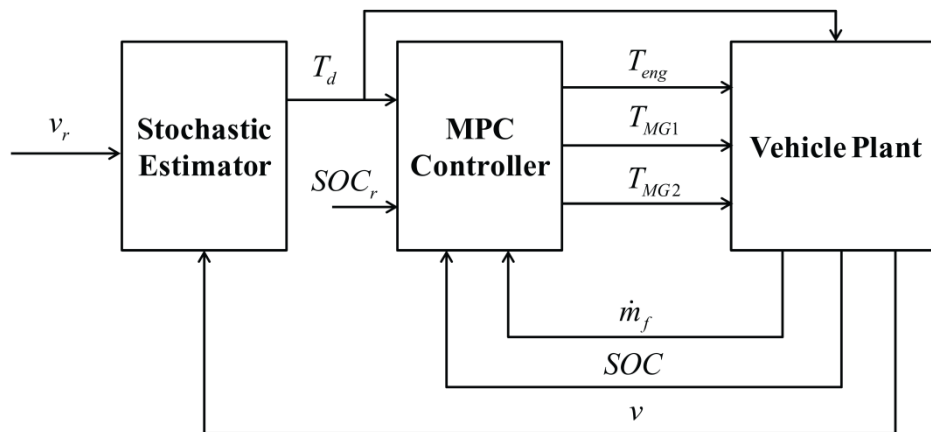 v_r
Stochastic
Estimator
T_d
SOC_r
MPC
Controller
T_eng
T_MG1
T_MG2
Vehicle Plant
ṁ_f
SOC
v